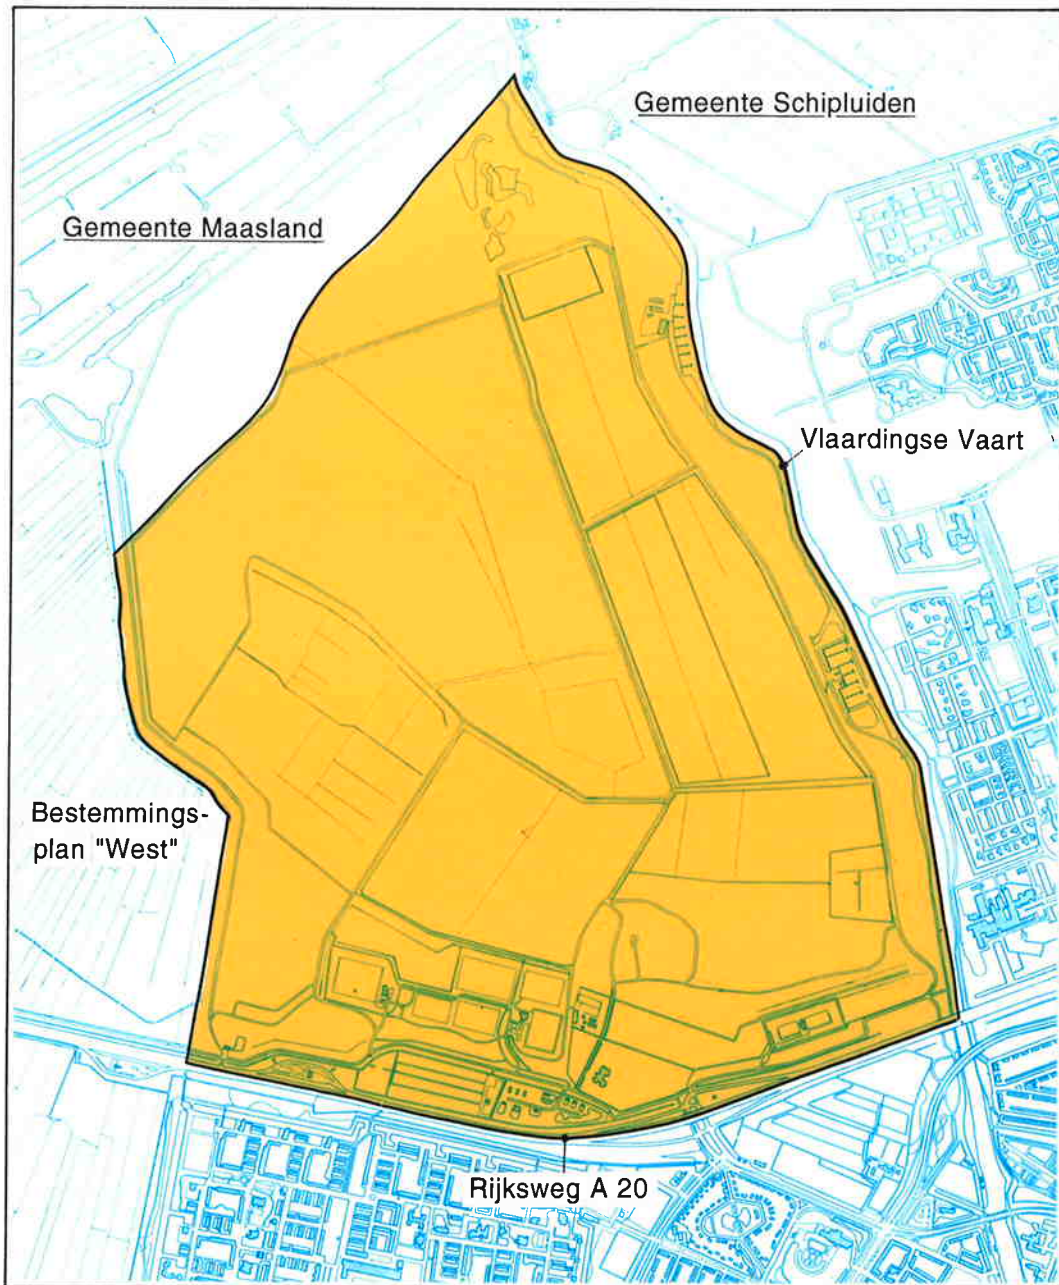 Gemeente Schipluiden
Gemeente Maasland
Vlaardingse Vaart
Bestemmings-
plan "West"
Rijksweg A 20